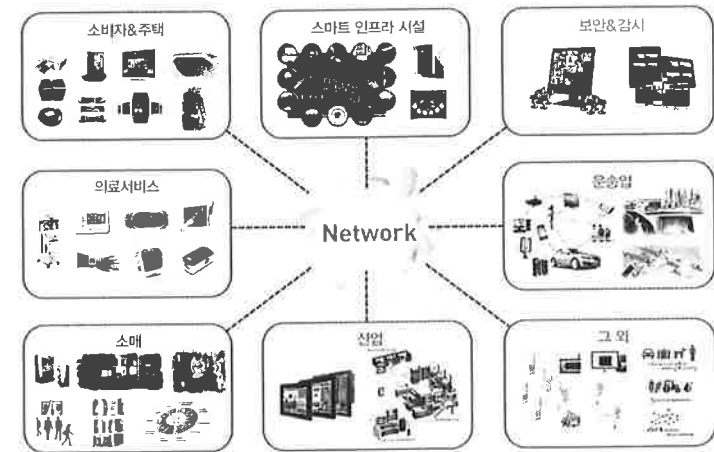 소비자&주택
스마트 인프라 시설
보안&감시
의료서비스
Network
운송업
소매
산업
그 외